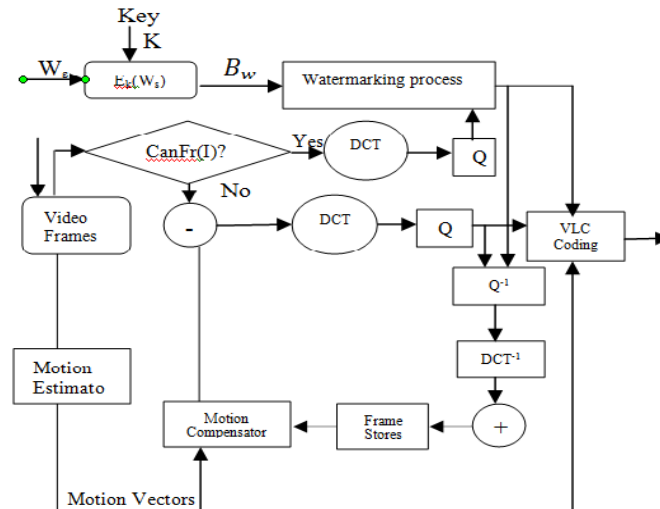 Key
K
Wₛ
Eₖ(Wₛ)
B_w
Watermarking process
CanFr(I)?
Yes
DCT
Q
No
Video
Frames
-
DCT
Q
VLC
Coding
Q⁻¹
DCT⁻¹
Motion
Estimato
Motion
Compensator
Frame
Stores
+
Motion Vectors